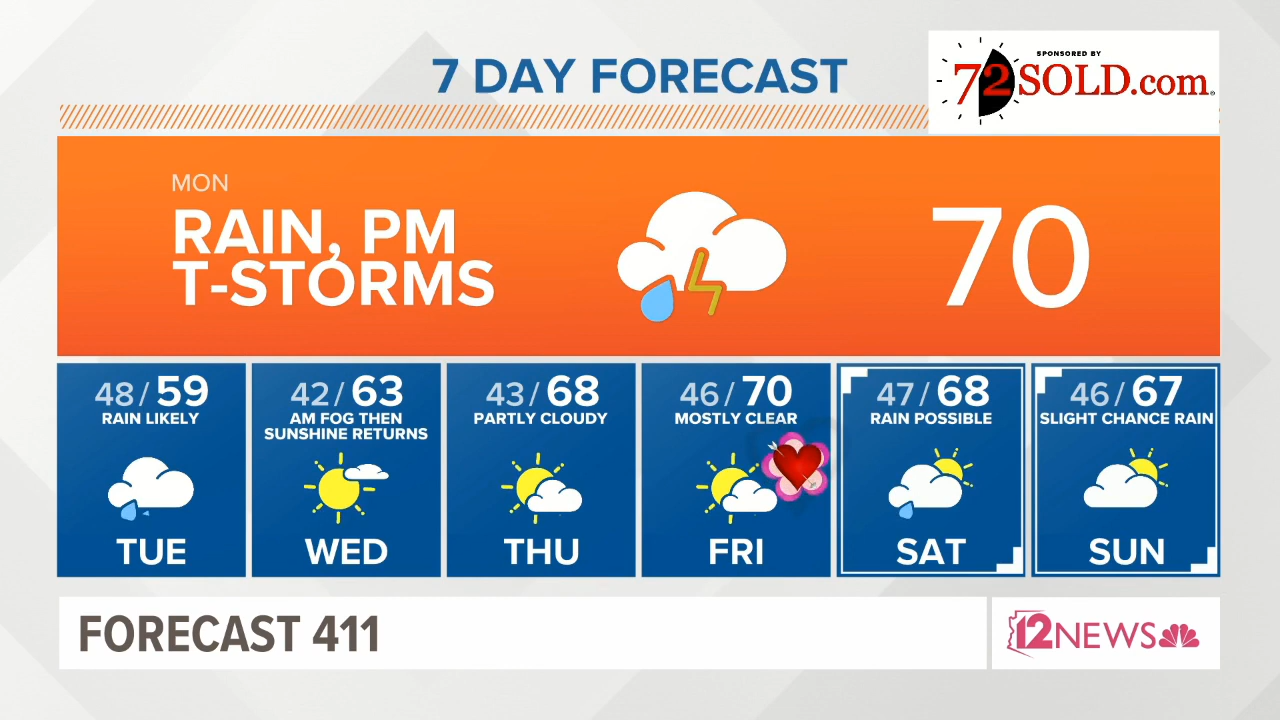 7 DAY FORECAST
SPONSORED BY
72SOLD.com
MON
RAIN, PM
T-STORMS
70
48 / 59
RAIN LIKELY
TUE
42 / 63
AM FOG THEN
SUNSHINE RETURNS
WED
43 / 68
PARTLY CLOUDY
THU
46 / 70
MOSTLY CLEAR
FRI
47 / 68
RAIN POSSIBLE
SAT
46 / 67
SLIGHT CHANCE RAIN
SUN
FORECAST 411
12NEWS